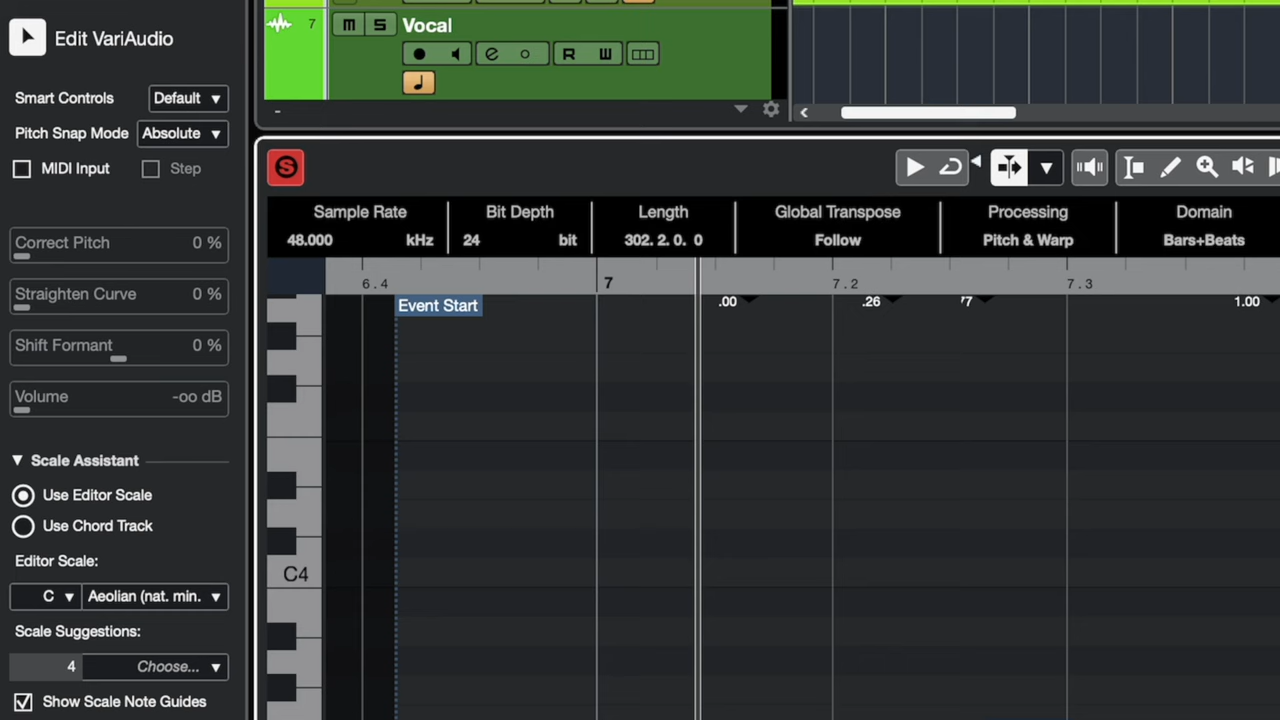 Edit VariAudio
Smart Controls Default
Pitch Snap Mode Absolute
MIDI Input Step
Correct Pitch 0 %
Straighten Curve 0 %
Shift Formant 0 %
Volume -oo dB
Scale Assistant
Use Editor Scale
Use Chord Track
Editor Scale:
C Aeolian (nat. min.
Scale Suggestions:
4 Choose...
Show Scale Note Guides
7 M S Vocal
e R W
S
Sample Rate Bit Depth Length Global Transpose Processing Domain
48.000 kHz 24 bit 302. 2. 0. 0 Follow Pitch & Warp Bars+Beats
6.4 7 7.2 7.3
Event Start .00 .26 77 1.00
C4